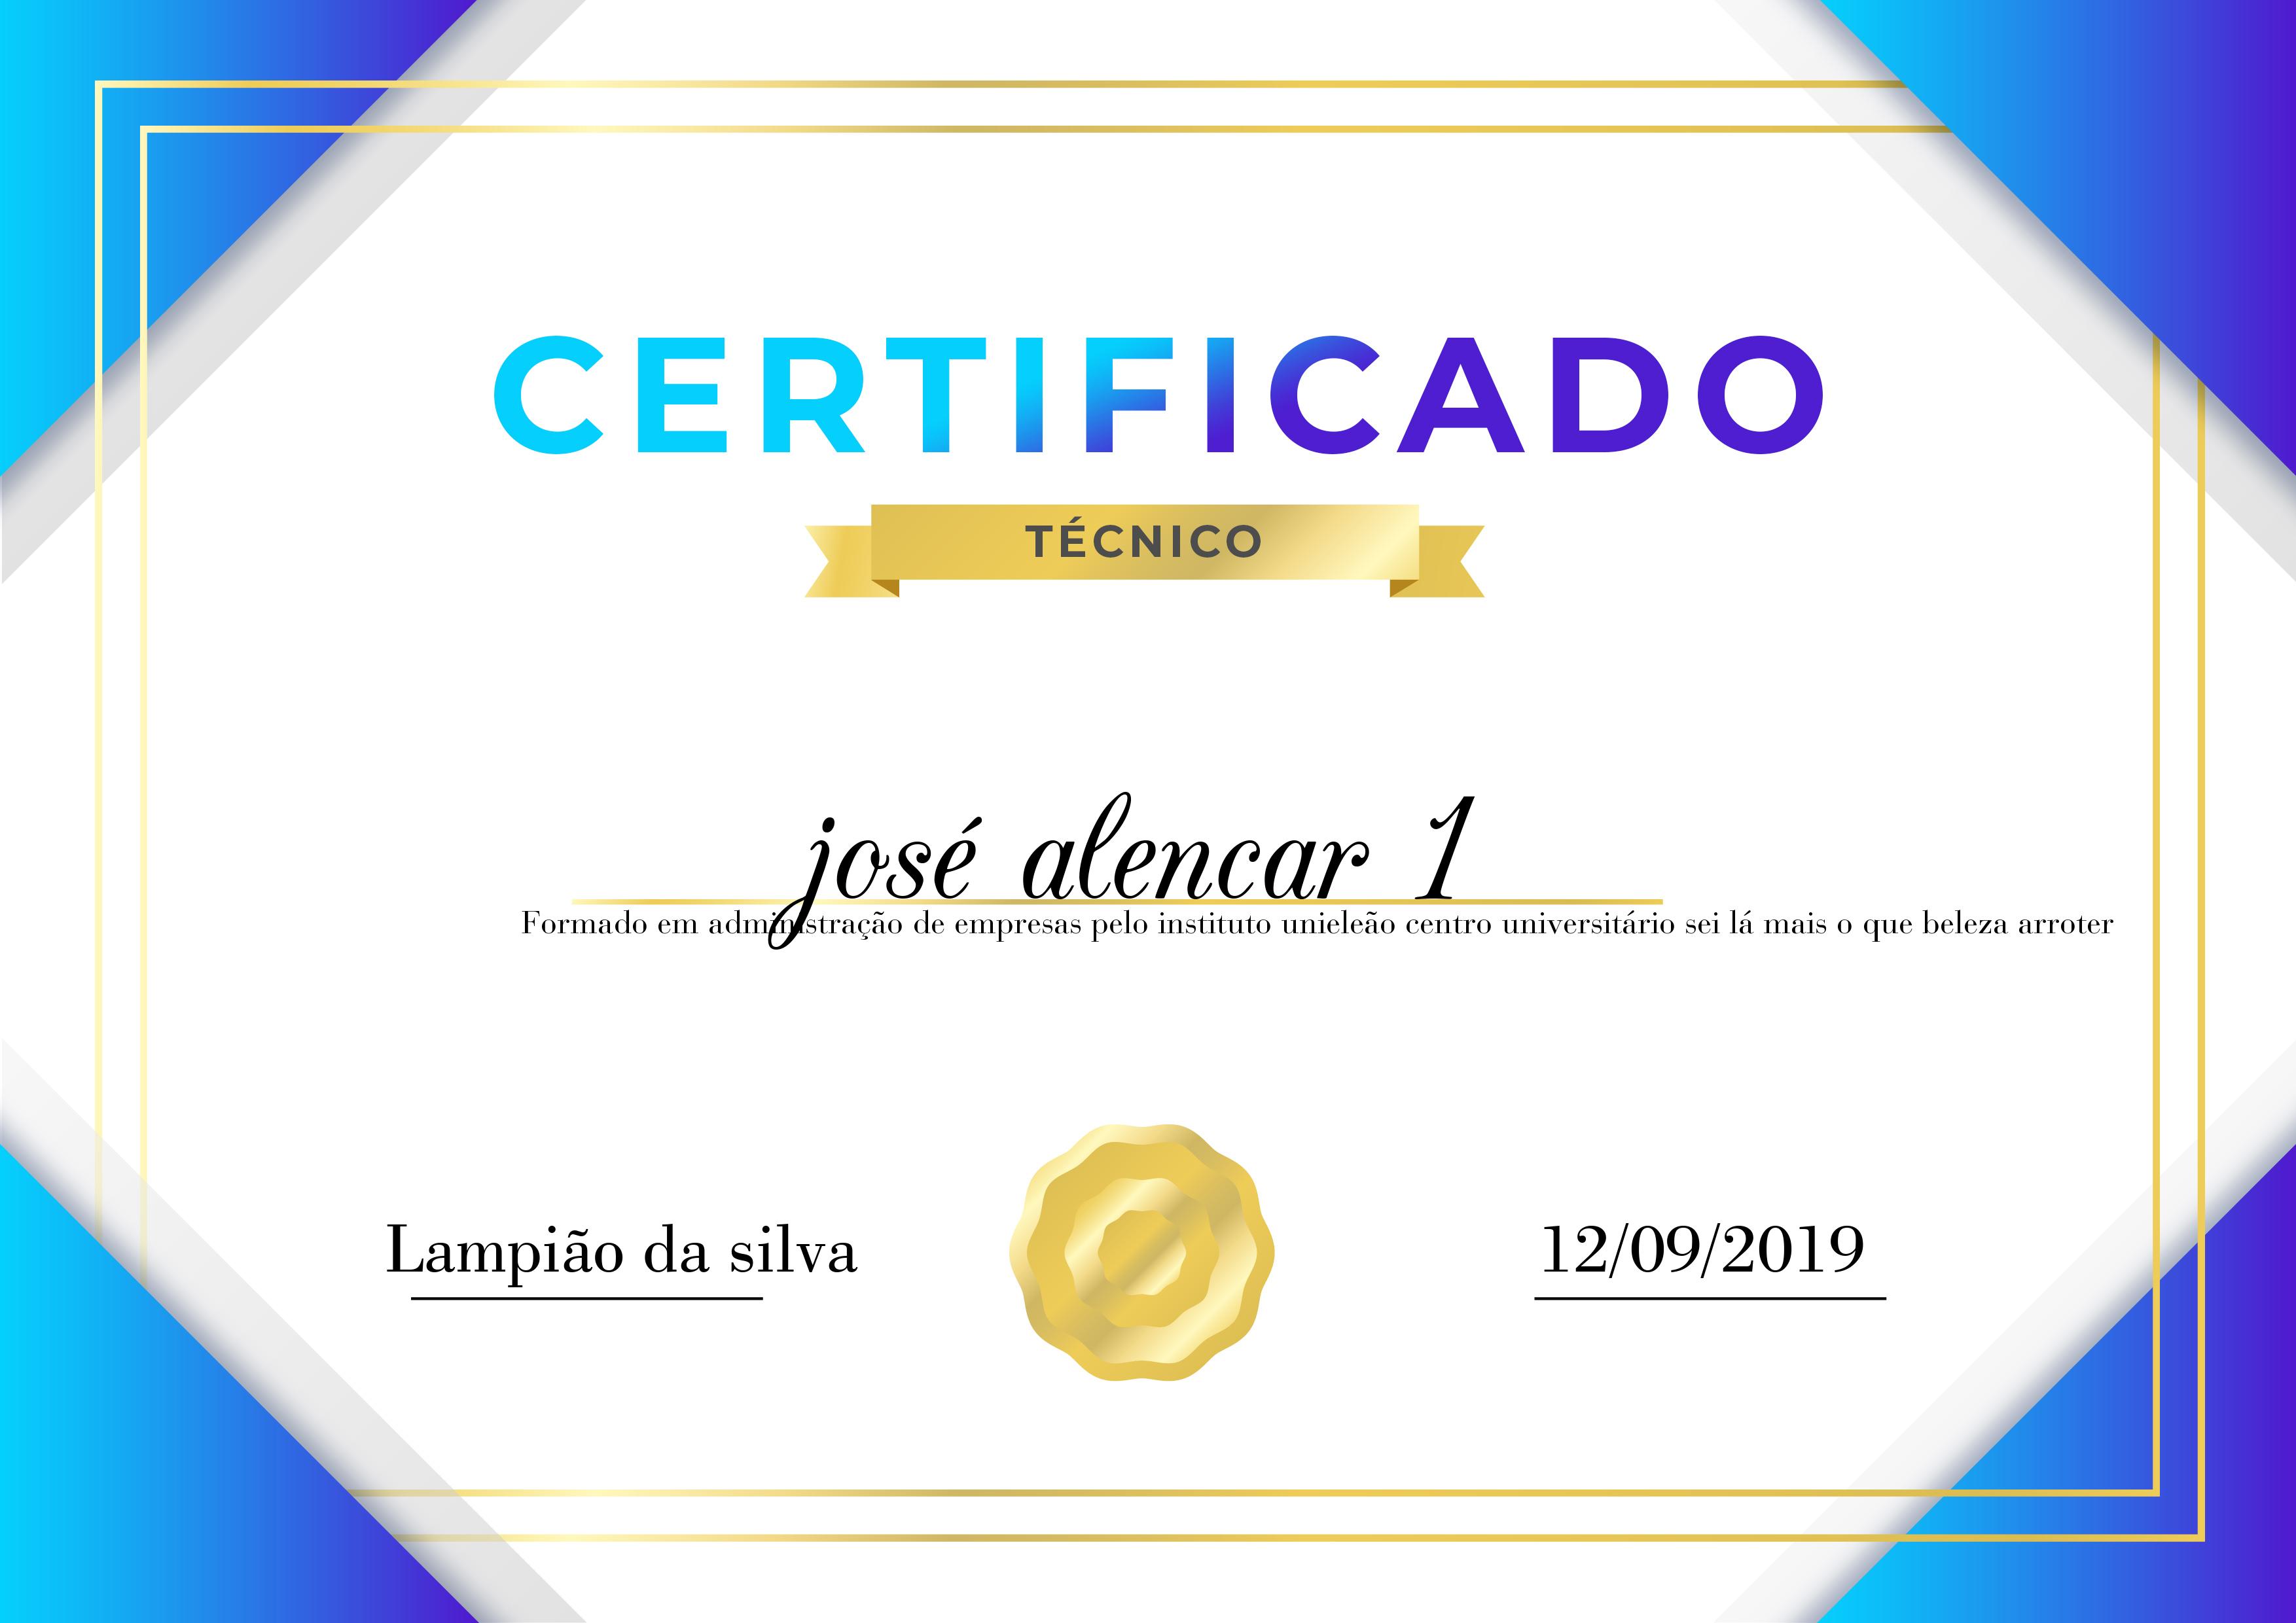 CERTIFICADO
TÉCNICO
josé alencar 1
Formado em administração de empresas pelo instituto unieleão centro universitário sei lá mais o que beleza arroter
Lampião da silva
12/09/2019